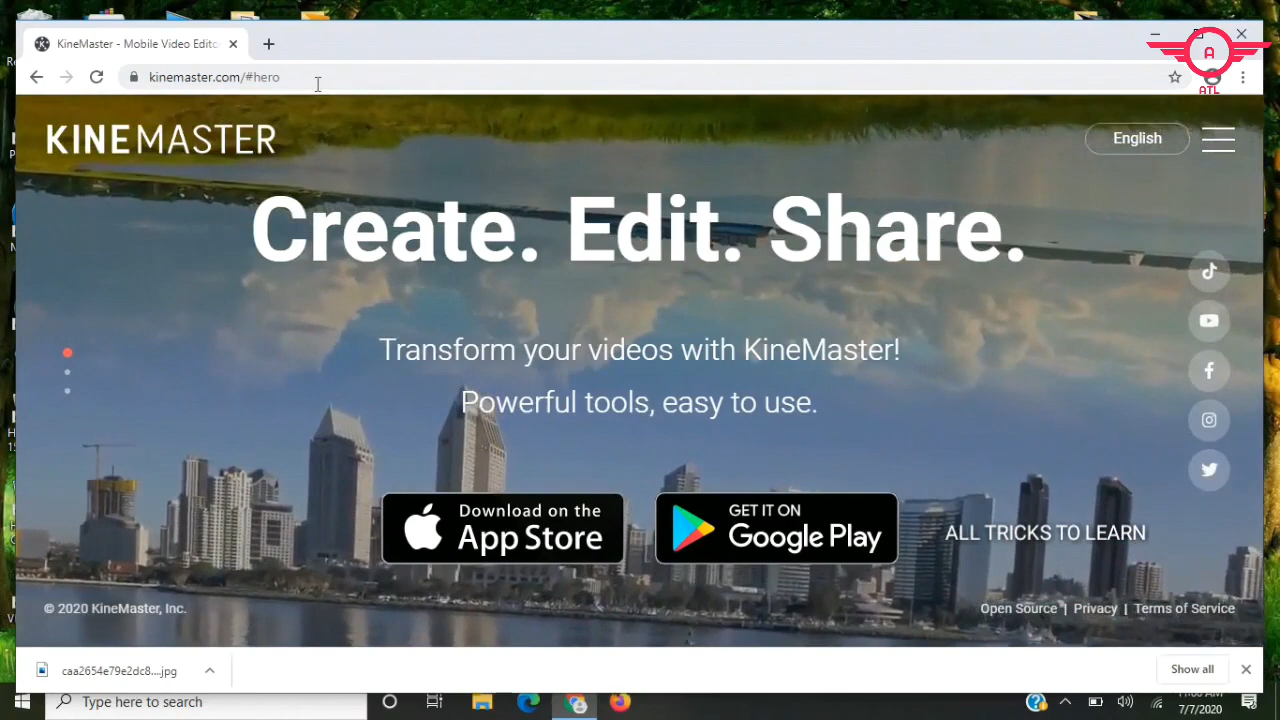 KineMaster - Mobile Video Edito
kinemaster.com/#hero
A
ATL
KINEMASTER
English
Create. Edit. Share.
Transform your videos with KineMaster!
Powerful tools, easy to use.
Download on the
App Store
GET IT ON
Google Play
ALL TRICKS TO LEARN
© 2020 KineMaster, Inc.
Open Source | Privacy | Terms of Service
caa2654e79e2dc8....jpg
Show all
Type here to search
7/7/2020